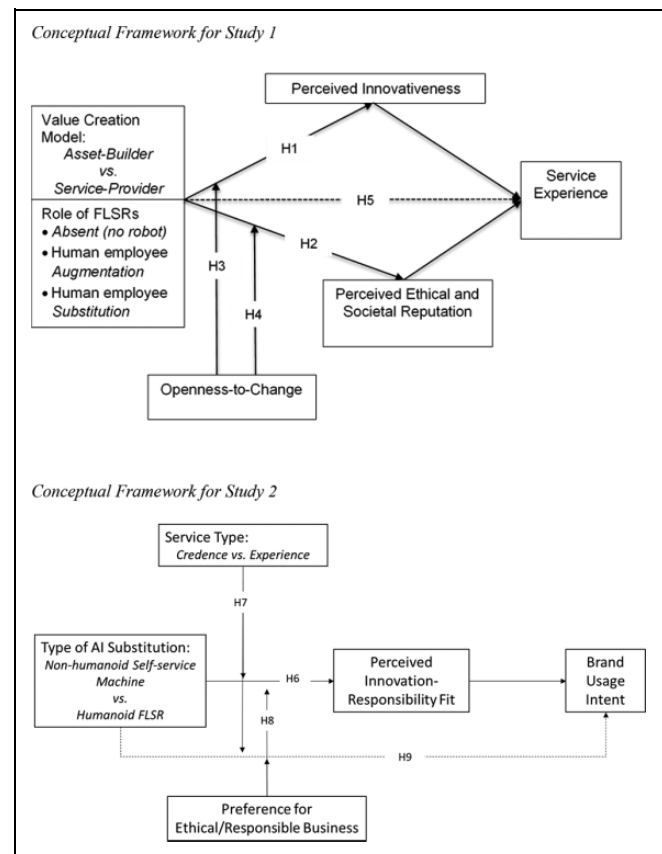 Conceptual Framework for Study 1
Perceived Innovativeness
Value Creation
Model:
Asset-Builder
vs.
Service-Provider
H1
Service
Experience
H5
Role of FLSRs
• Absent (no robot)
• Human employee
Augmentation
• Human employee
Substitution
H2
H3
H4
Perceived Ethical and
Societal Reputation
Openness-to-Change
Conceptual Framework for Study 2
Service Type:
Credence vs. Experience
H7
Type of AI Substitution:
Non-humanoid Self-service
Machine
vs.
Humanoid FLSR
H6
Perceived
Innovation-
Responsibility Fit
Brand
Usage
Intent
H8
H9
Preference for
Ethical/Responsible Business